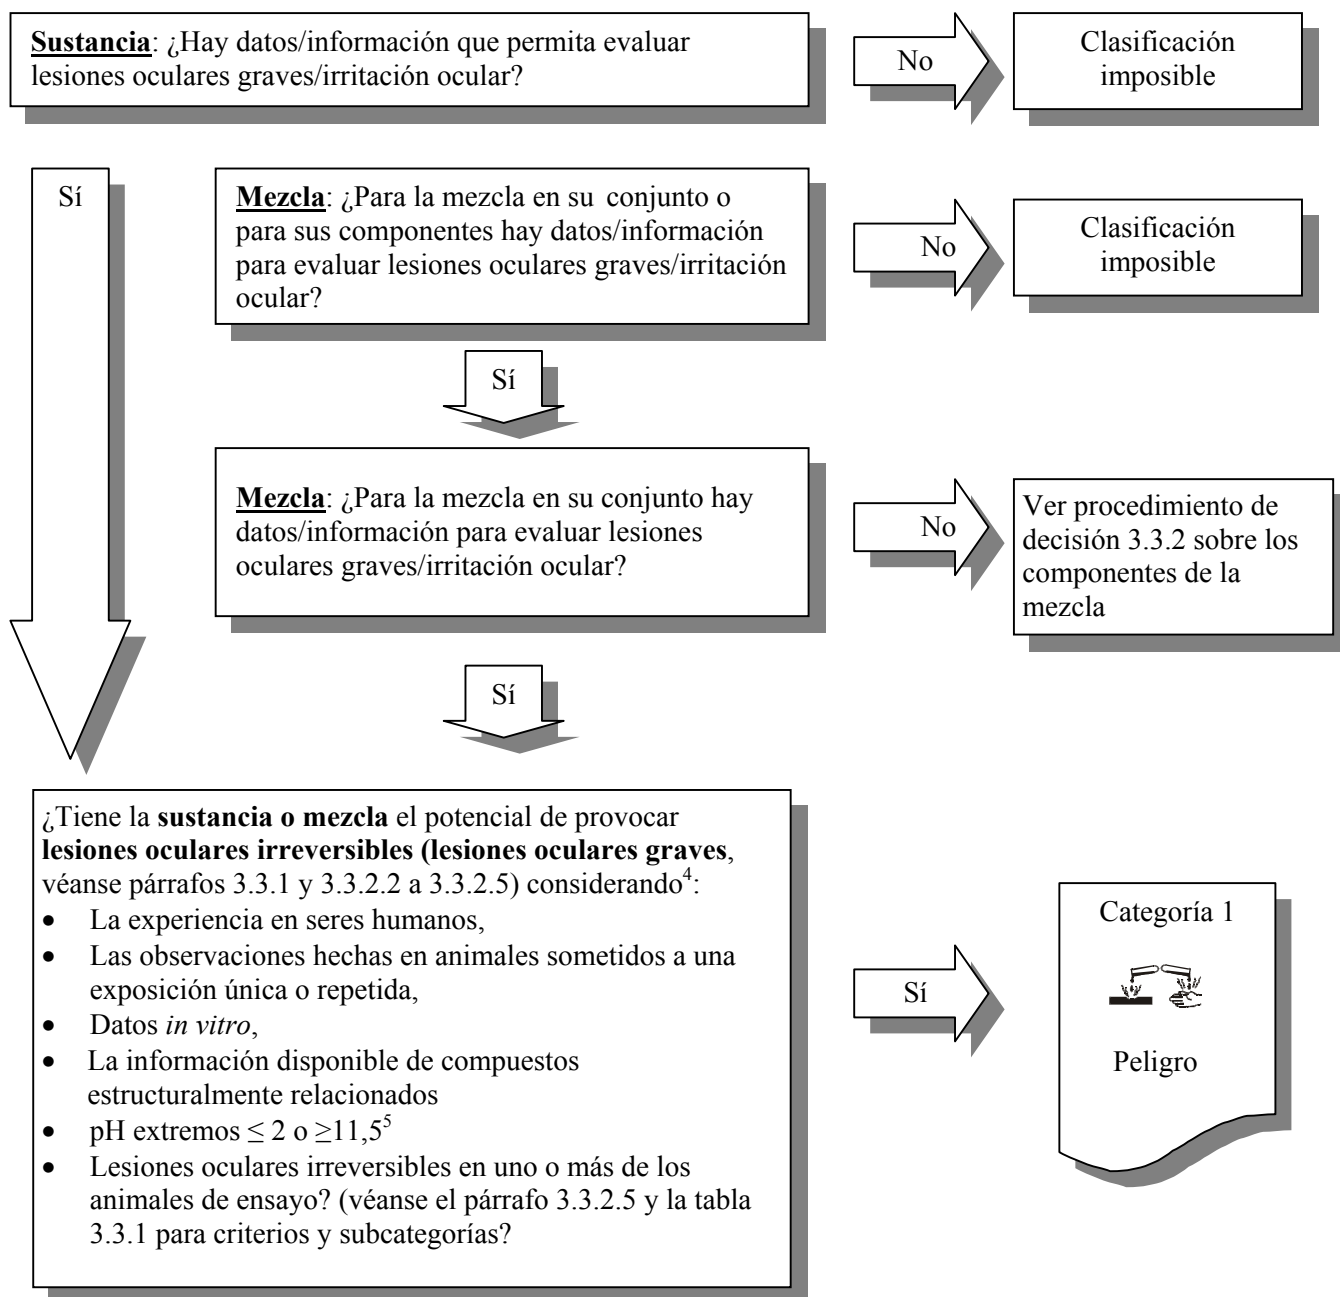 Sustancia: ¿Hay datos/información que permita evaluar
lesiones oculares graves/irritación ocular?
No
Clasificación
imposible
Sí
Mezcla: ¿Para la mezcla en su conjunto o
para sus componentes hay datos/información
para evaluar lesiones oculares graves/irritación
ocular?
No
Clasificación
imposible
Sí
Mezcla: ¿Para la mezcla en su conjunto hay
datos/información para evaluar lesiones
oculares graves/irritación ocular?
No
Ver procedimiento de
decisión 3.3.2 sobre los
componentes de la
mezcla
Sí
¿Tiene la sustancia o mezcla el potencial de provocar
lesiones oculares irreversibles (lesiones oculares graves,
véanse párrafos 3.3.1 y 3.3.2.2 a 3.3.2.5) considerando⁴:
• La experiencia en seres humanos,
• Las observaciones hechas en animales sometidos a una
exposición única o repetida,
• Datos in vitro,
• La información disponible de compuestos
estructuralmente relacionados
• pH extremos ≤ 2 o ≥11,5⁵
• Lesiones oculares irreversibles en uno o más de los
animales de ensayo? (véanse el párrafo 3.3.2.5 y la tabla
3.3.1 para criterios y subcategorías?
Sí
Categoría 1
Peligro